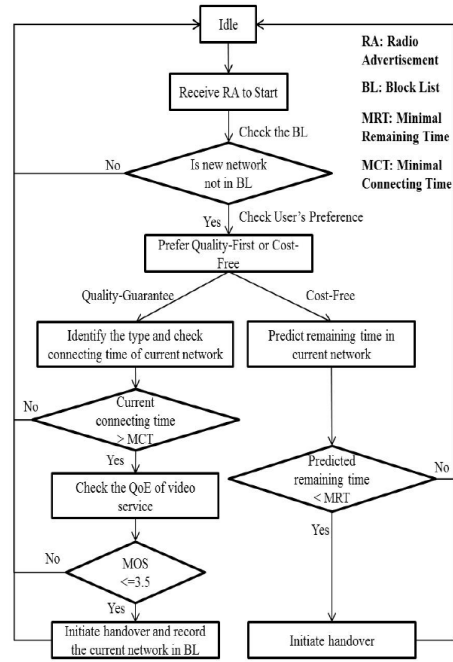 Idle
RA: Radio
Advertisement
BL: Block List
MRT: Minimal
Remaining Time
MCT: Minimal
Connecting Time
Receive RA to Start
Check the BL
Is new network
not in BL
No
Yes
Check User's Preference
Prefer Quality-First or Cost-
Free
Quality-Guarantee
Cost-Free
Identify the type and check
connecting time of current network
Predict remaining time in
current network
Current
connecting time
> MCT
No
Yes
Predicted
remaining time
< MRT
No
Yes
Check the QoE of video
service
MOS
<=3.5
No
Yes
Initiate handover and record
the current network in BL
Initiate handover